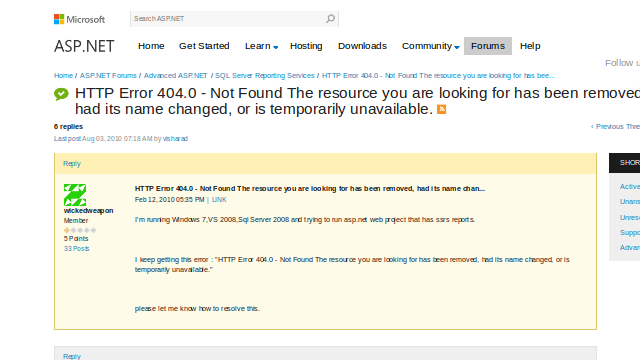 Microsoft
Search ASP.NET
ASP.NET Home Get Started Learn Hosting Downloads Community Forums Help
Follow u
Home / ASP.NET Forums / Advanced ASP.NET / SQL Server Reporting Services / HTTP Error 404.0 - Not Found The resource you are looking for has bee...
HTTP Error 404.0 - Not Found The resource you are looking for has been removed
had its name changed, or is temporarily unavailable.
6 replies
‹ Previous Thre
Last post Aug 03, 2010 07:18 AM by visharad
Reply
SHOR
wickedweapon
Member
5 Points
33 Posts
HTTP Error 404.0 - Not Found The resource you are looking for has been removed, had its name chan...
Feb 12, 2010 05:35 PM | LINK
I'm running Windows 7,VS 2008,Sql Server 2008 and trying to run asp.net web project that has ssrs reports.
I keep getting this error : "HTTP Error 404.0 - Not Found The resource you are looking for has been removed, had its name changed, or is
temporarily unavailable."
please let me know how to resolve this.
Active
Unans
Unreso
Suppo
Advan
Reply